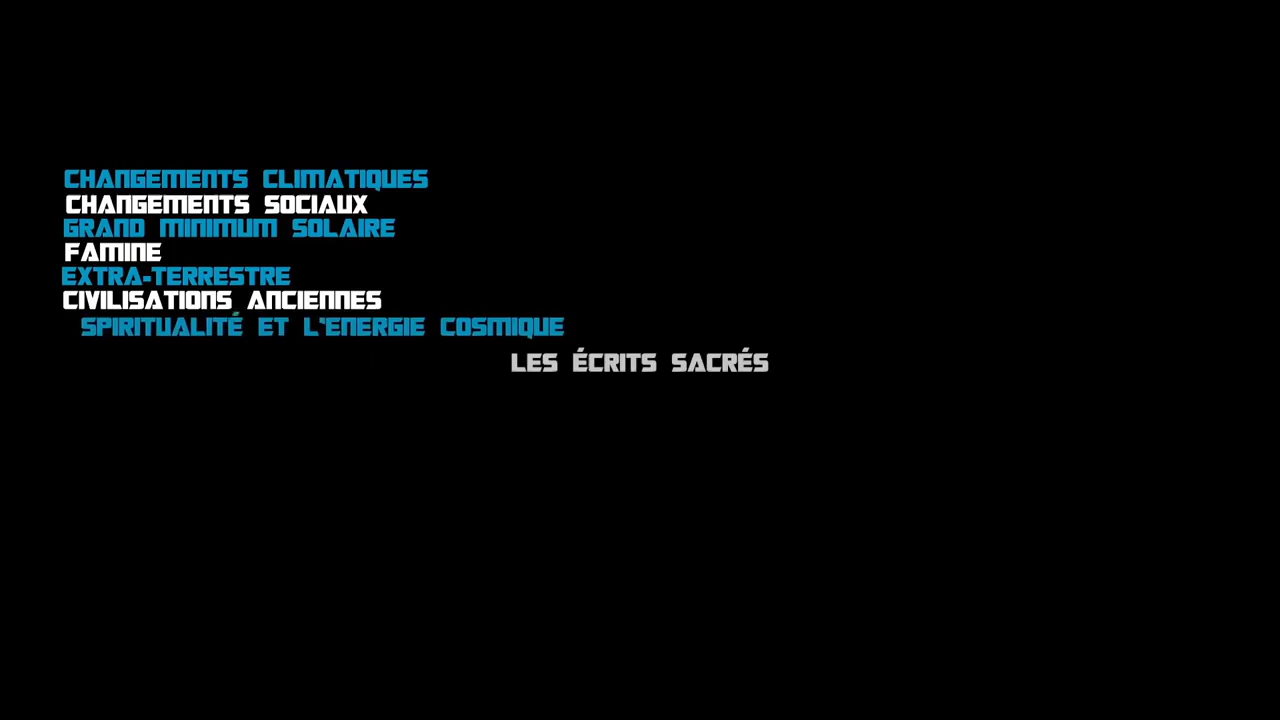 CHANGEMENTS CLIMATIQUES
CHANGEMENTS SOCIAUX
GRAND MINIMUM SOLAIRE
FAMINE
EXTRA-TERRESTRE
CIVILISATIONS ANCIENNES
SPIRITUALITÉ ET L'ENERGIE COSMIQUE
LES ÉCRITS SACRÉS